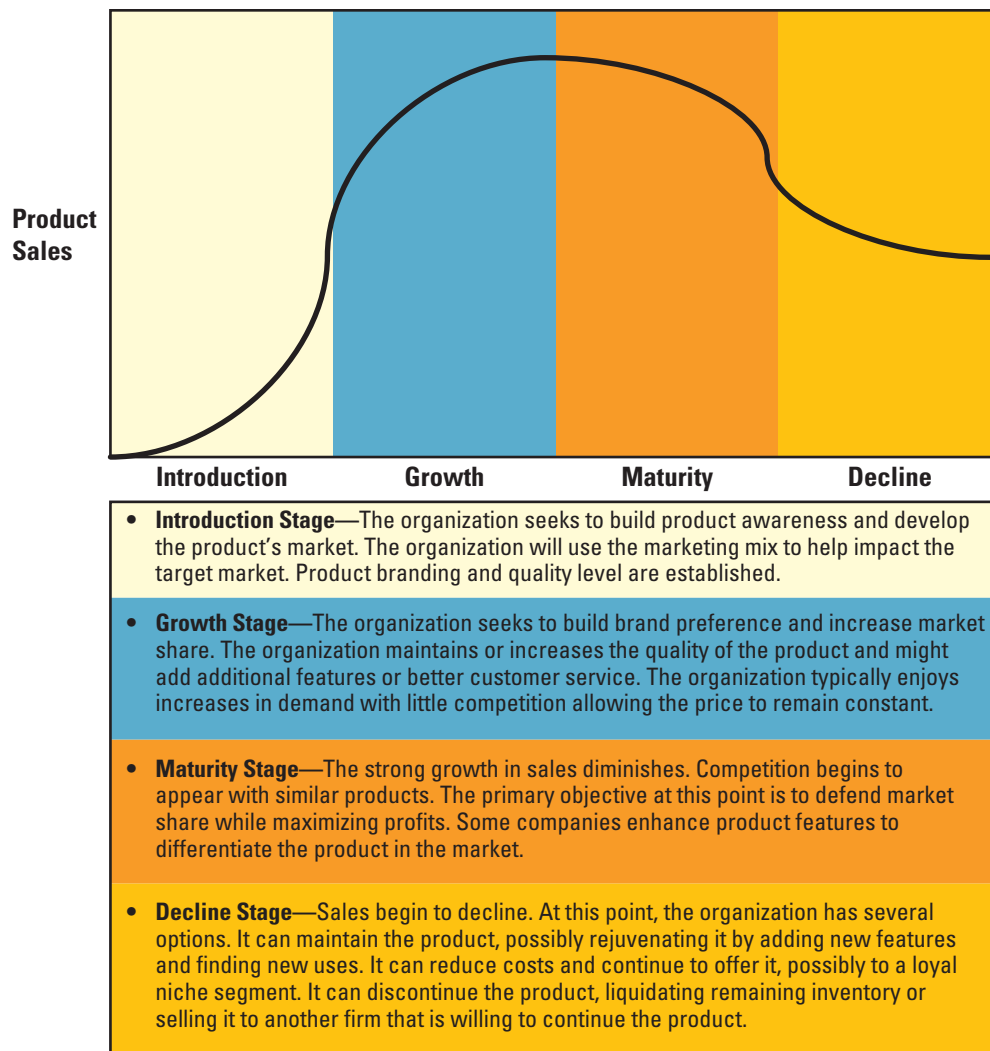 Product
Sales
Introduction Growth Maturity Decline
• Introduction Stage—The organization seeks to build product awareness and develop
the product's market. The organization will use the marketing mix to help impact the
target market. Product branding and quality level are established.
• Growth Stage—The organization seeks to build brand preference and increase market
share. The organization maintains or increases the quality of the product and might
add additional features or better customer service. The organization typically enjoys
increases in demand with little competition allowing the price to remain constant.
• Maturity Stage—The strong growth in sales diminishes. Competition begins to
appear with similar products. The primary objective at this point is to defend market
share while maximizing profits. Some companies enhance product features to
differentiate the product in the market.
• Decline Stage—Sales begin to decline. At this point, the organization has several
options. It can maintain the product, possibly rejuvenating it by adding new features
and finding new uses. It can reduce costs and continue to offer it, possibly to a loyal
niche segment. It can discontinue the product, liquidating remaining inventory or
selling it to another firm that is willing to continue the product.